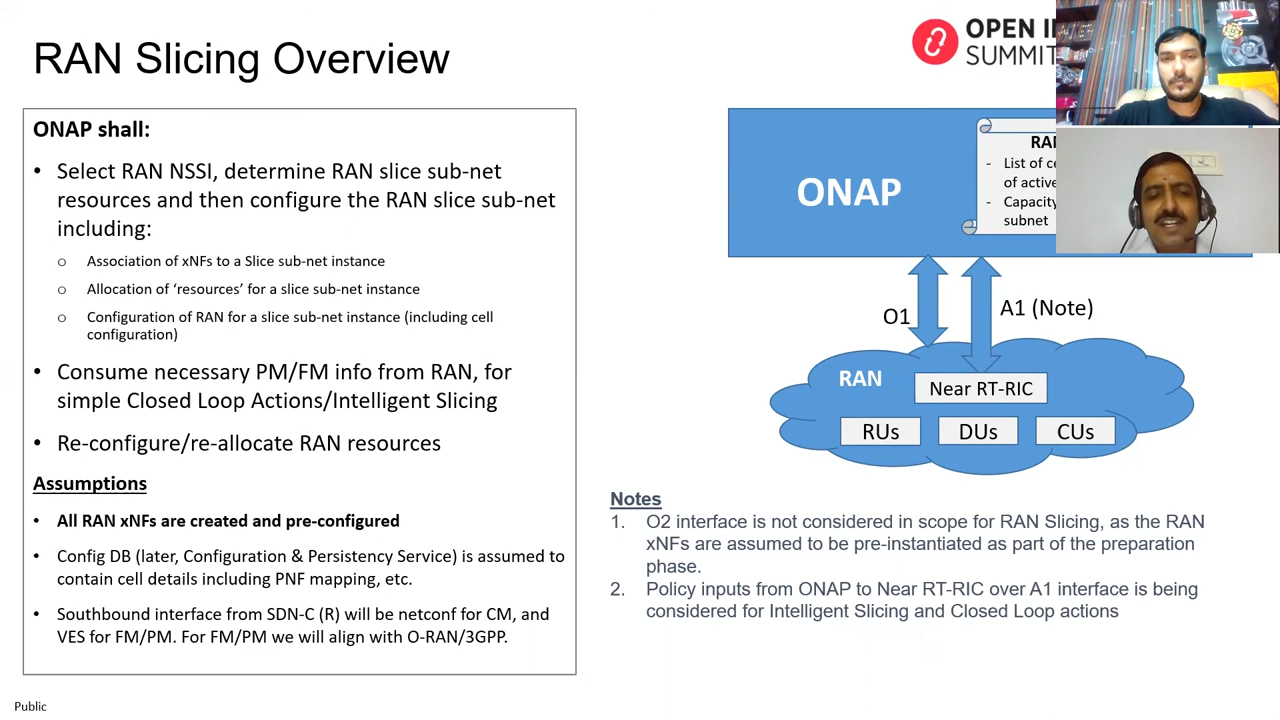 RAN Slicing Overview
OPEN
SUMMIT
ONAP shall:
• Select RAN NSSI, determine RAN slice sub-net
resources and then configure the RAN slice sub-net
including:
o Association of xNFs to a Slice sub-net instance
o Allocation of ‘resources’ for a slice sub-net instance
o Configuration of RAN for a slice sub-net instance (including cell
configuration)
• Consume necessary PM/FM info from RAN, for
simple Closed Loop Actions/Intelligent Slicing
• Re-configure/re-allocate RAN resources
Assumptions
• All RAN xNFs are created and pre-configured
• Config DB (later, Configuration & Persistency Service) is assumed to
contain cell details including PNF mapping, etc.
• Southbound interface from SDN-C (R) will be netconf for CM, and
VES for FM/PM. For FM/PM we will align with O-RAN/3GPP.
ONAP
- List of
of active
- Capacity
subnet
O1
A1 (Note)
RAN
Near RT-RIC
RUs
DUs
CUs
Notes
1. O2 interface is not considered in scope for RAN Slicing, as the RAN
xNFs are assumed to be pre-instantiated as part of the preparation
phase.
2. Policy inputs from ONAP to Near RT-RIC over A1 interface is being
considered for Intelligent Slicing and Closed Loop actions
Public